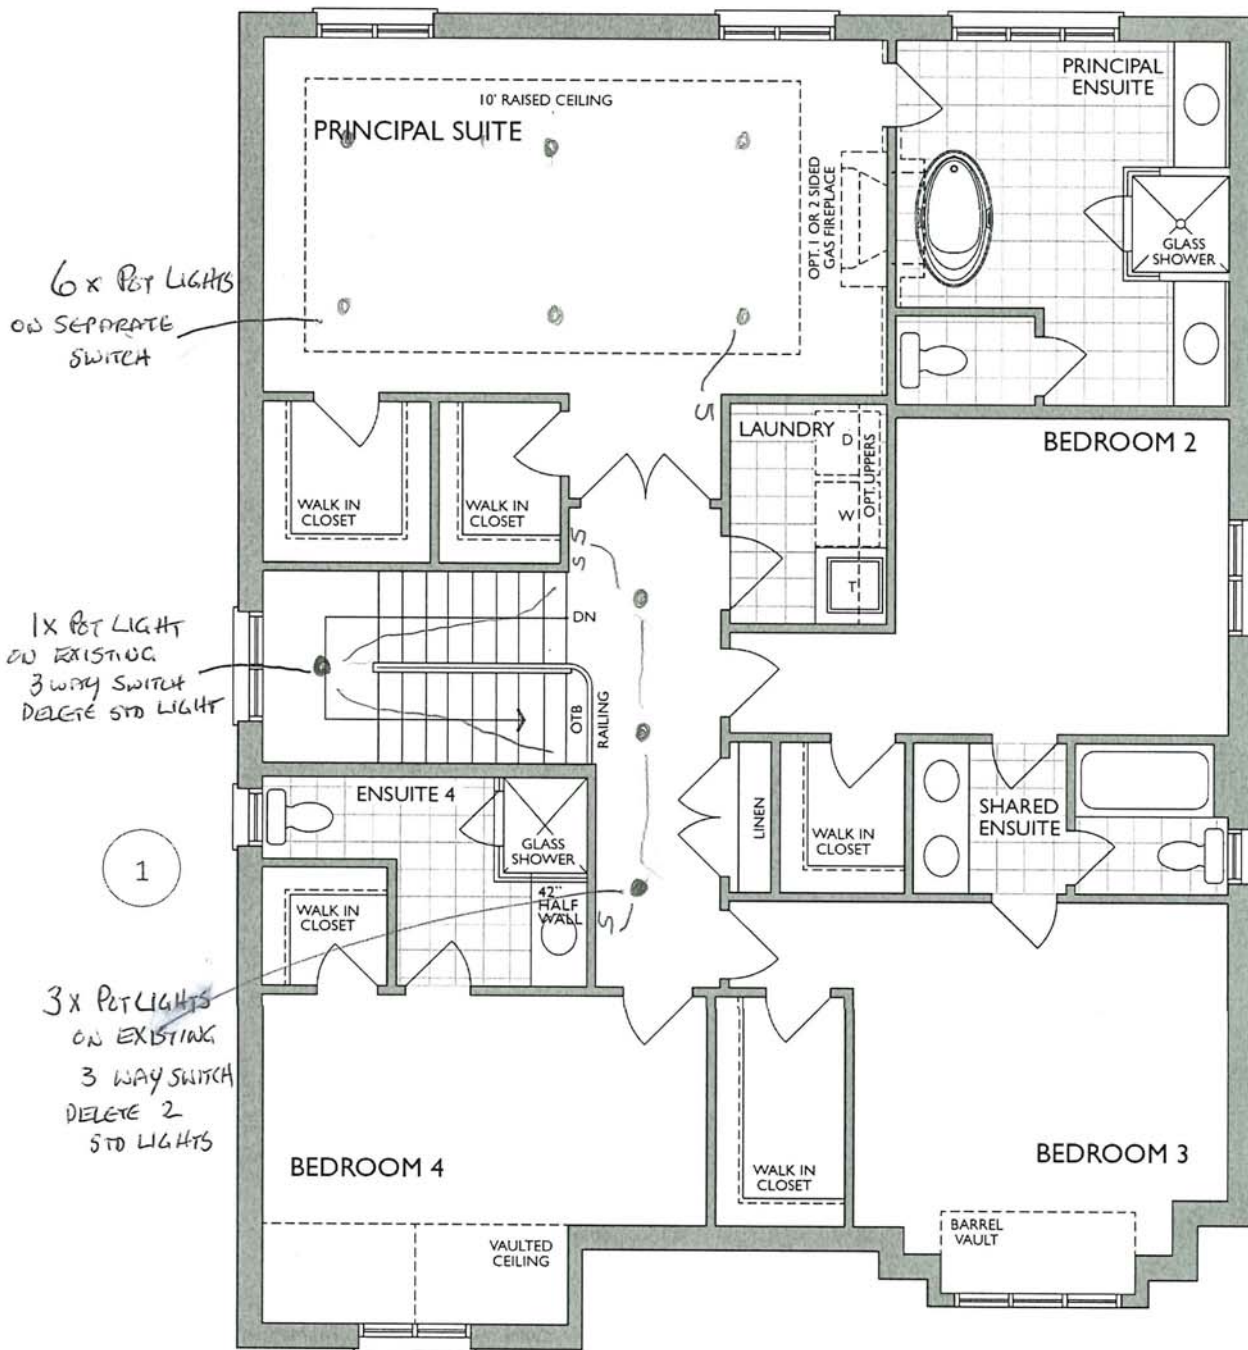 10' RAISED CEILING
PRINCIPAL SUITE
PRINCIPAL
ENSUITE
OPT. 1 OR 2 SIDED
GAS FIREPLACE
GLASS
SHOWER
6 x POT LIGHTS
ON SEPARATE
SWITCH
S
LAUNDRY
D
W
T
OPT. UPPERS
BEDROOM 2
WALK IN
CLOSET
WALK IN
CLOSET
S
S
DN
OTB
RAILING
1 x POT LIGHT
ON EXISTING
3 WAY SWITCH
DELETE STD LIGHT
ENSUITE 4
GLASS
SHOWER
42"
HALF
WALL
LINEN
WALK IN
CLOSET
SHARED
ENSUITE
1
WALK IN
CLOSET
S
3 x POT LIGHTS
ON EXISTING
3 WAY SWITCH
DELETE 2
STD LIGHTS
BEDROOM 4
WALK IN
CLOSET
BEDROOM 3
VAULTED
CEILING
BARREL
VAULT